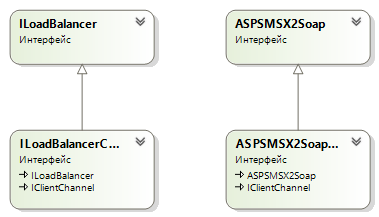 ILoadBalancer
Интерфейс
ASPSMSX2Soap
Интерфейс
ILoadBalancerC...
Интерфейс
ILoadBalancer
IClientChannel
ASPSMSX2Soap...
Интерфейс
ASPSMSX2Soap
IClientChannel